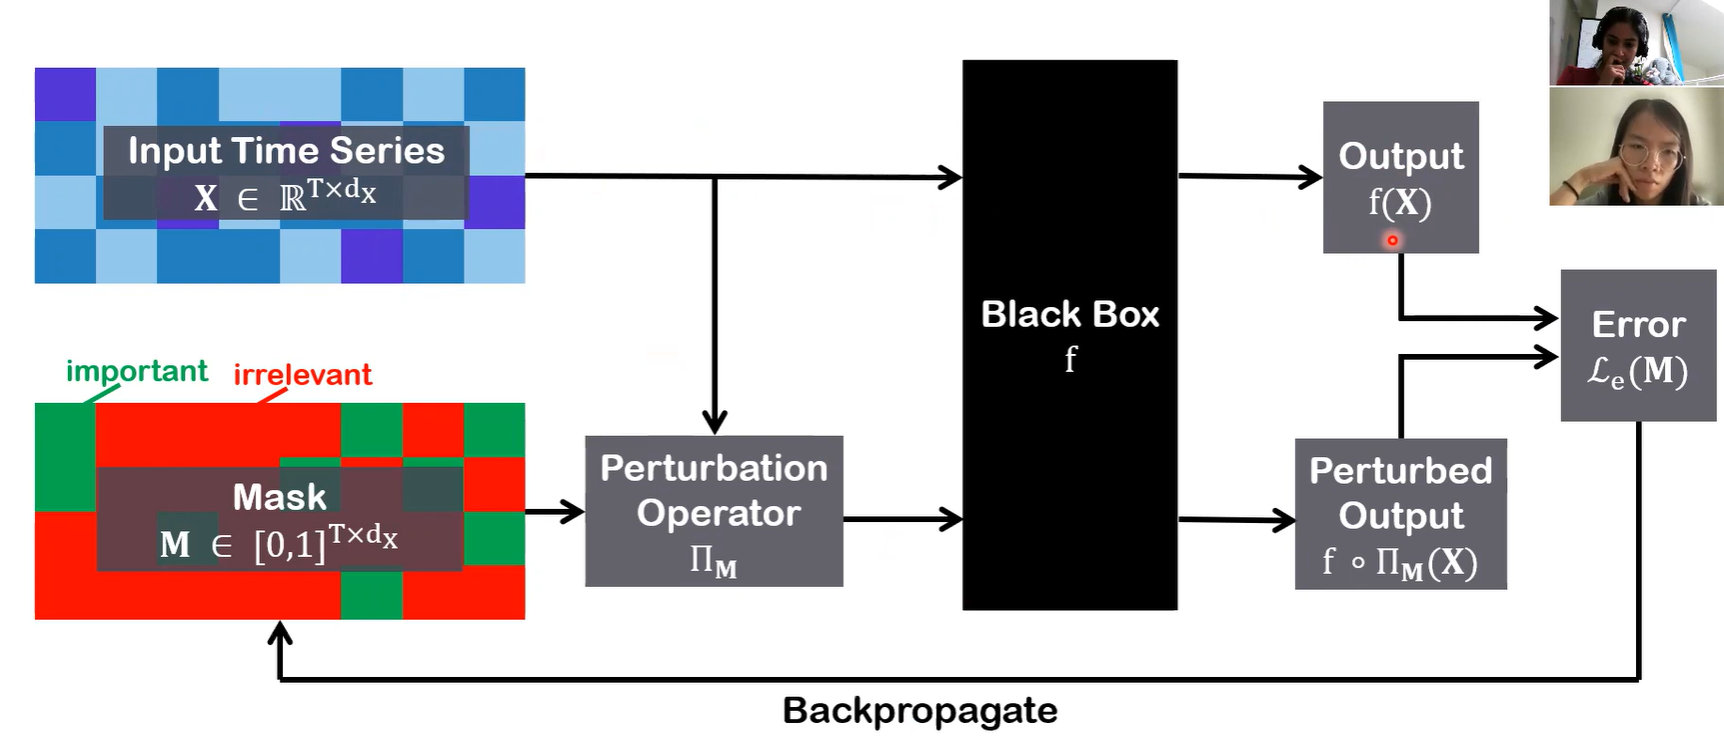 Input Time Series
X ∈ ℝ^{T×d_X}
important
irrelevant
Mask
M ∈ [0,1]^{T×d_X}
Perturbation
Operator
Π_M
Black Box
f
Output
f(X)
Perturbed
Output
f ∘ Π_M(X)
Error
ℒ_e(M)
Backpropagate